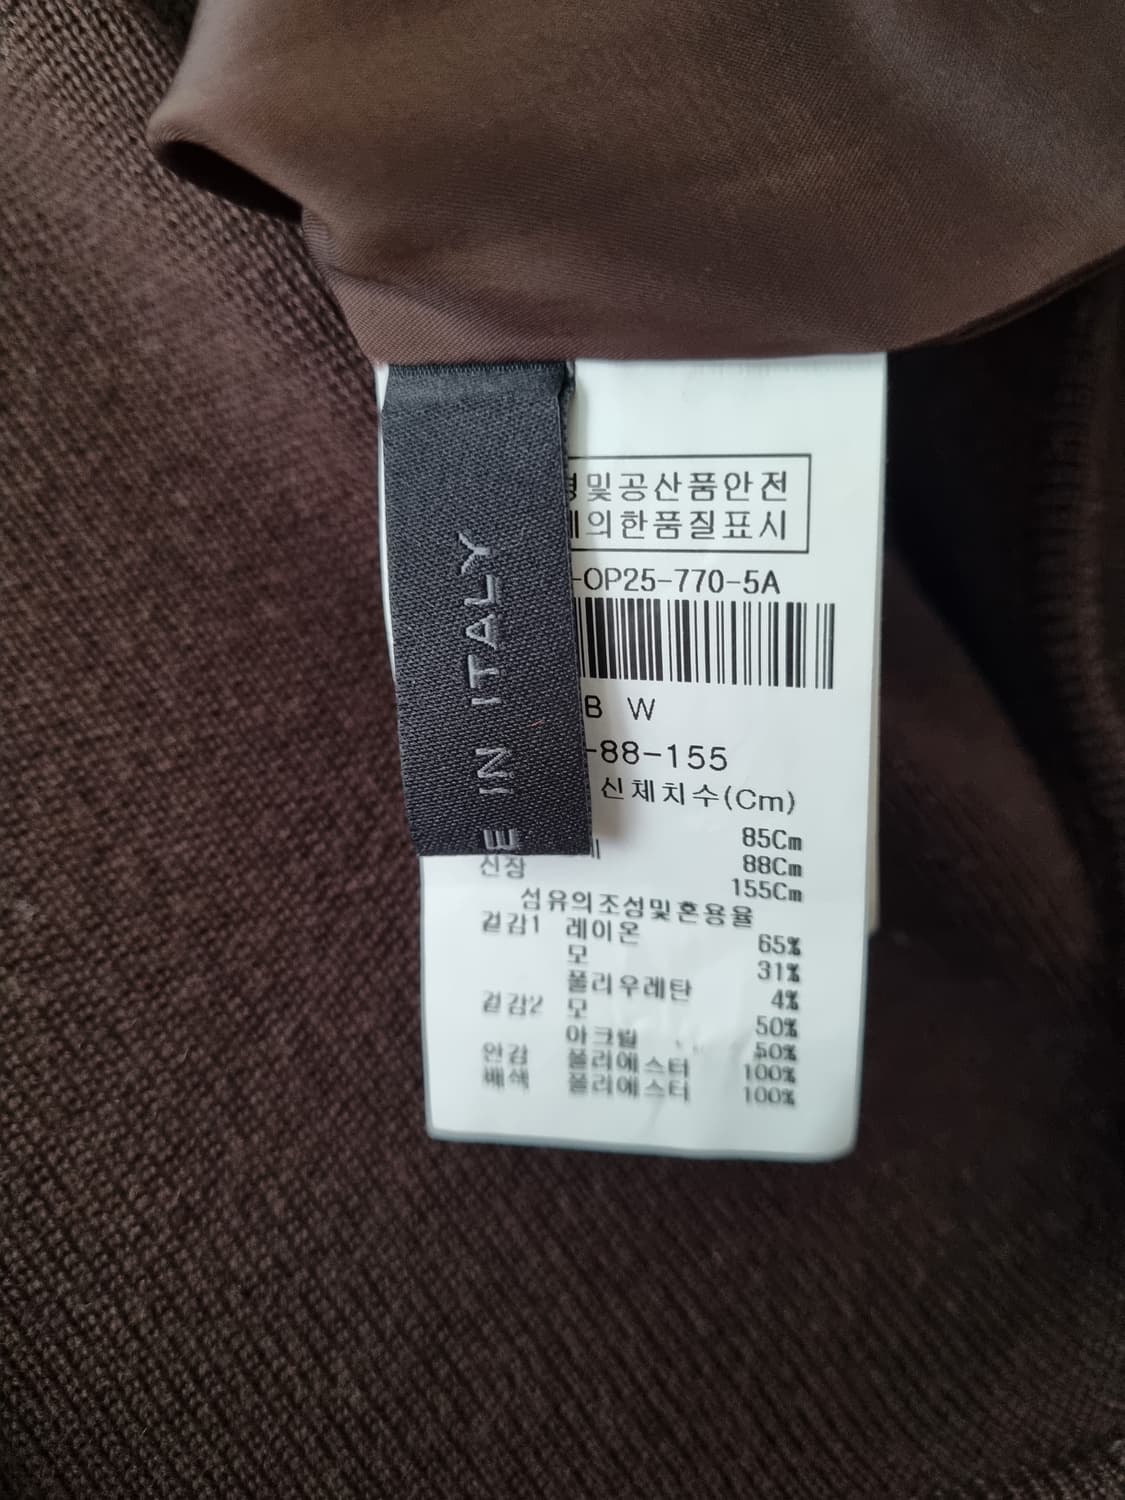 E IN ITALY
및공산품안전
의한품질표시
-OP25-770-5A
B W
-88-155
신체치수(Cm)
85Cm
88Cm
신장 155Cm
섬유의조성및혼용율
겉감1 레이온 65%
모 31%
폴리우레탄 4%
겉감2 모 50%
아크릴 50%
안감 폴리에스터 100%
배색 폴리에스터 100%